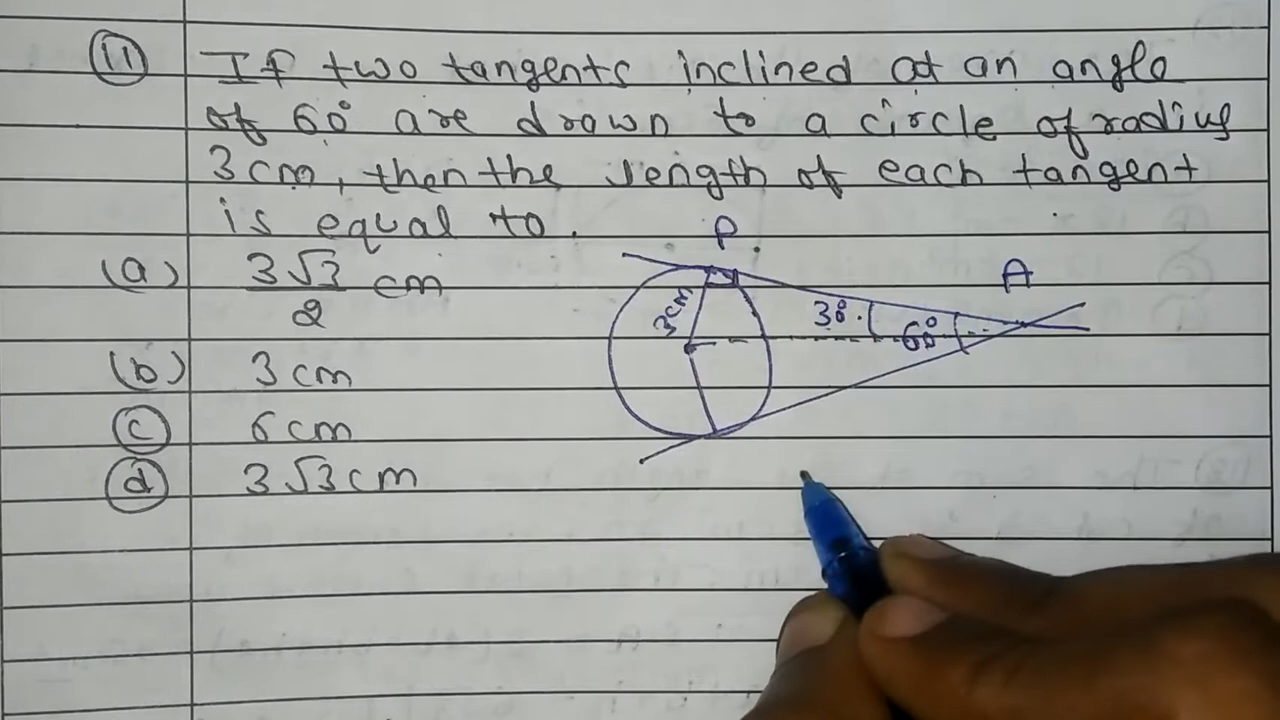 11 If two tangents inclined at an angle
of 60° are drawn to a circle of radius
3cm, then the length of each tangent
is equal to.
(a) 3√3/2 cm
(b) 3 cm
(c) 6 cm
(d) 3√3 cm
P
A
3cm
30°
60°